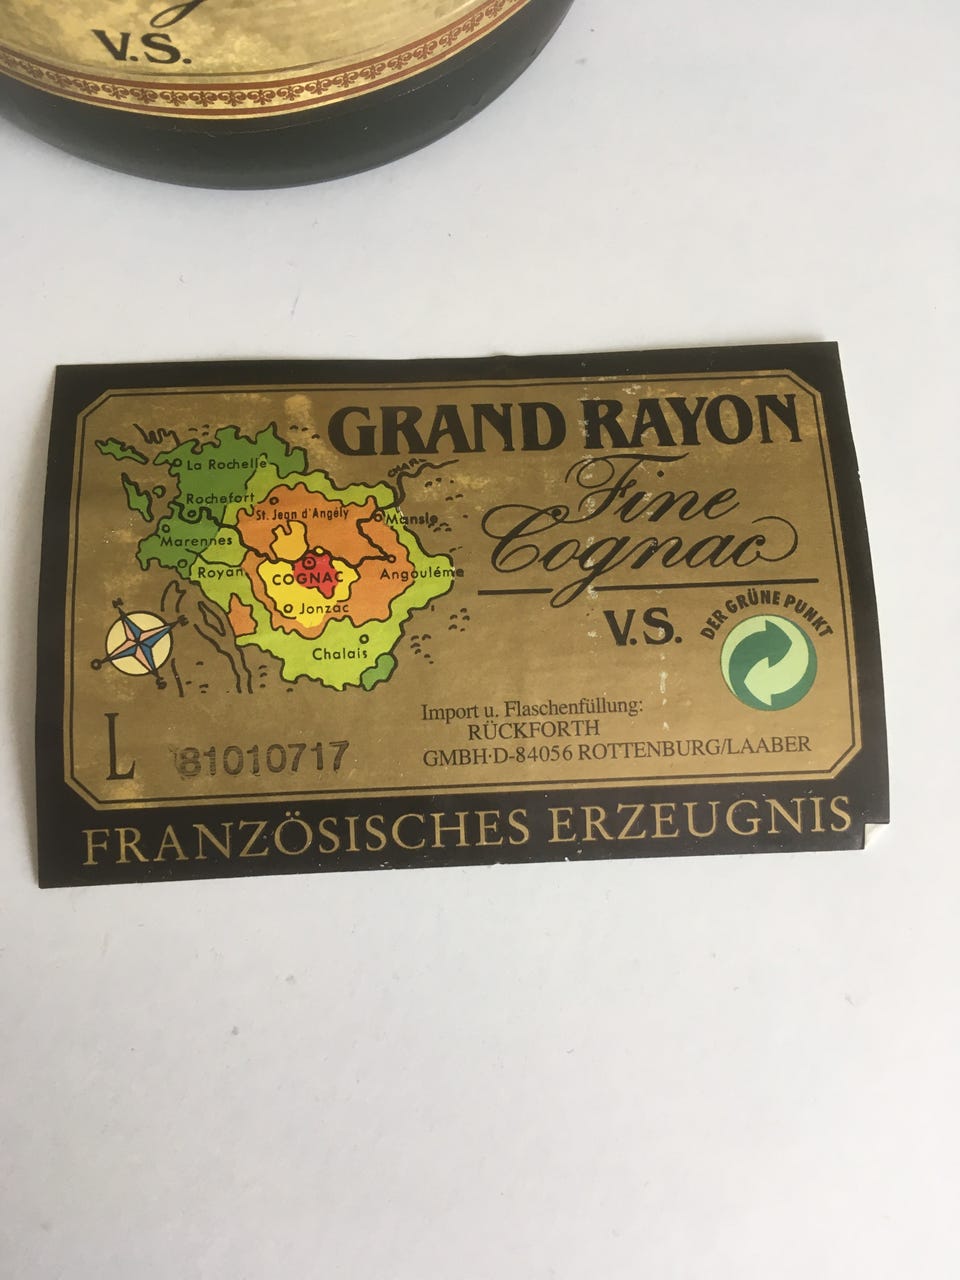 V.S.
GRAND RAYON
Fine
Cognac
V.S.
DER GRÜNE PUNKT
La Rochelle
Rochefort
St. Jean d'Angély
Mansle
Marennes
Royan
COGNAC
Angouléme
Jonzac
Chalais
Import u. Flaschenfüllung:
RÜCKFORTH
GMBH·D-84056 ROTTENBURG/LAABER
L 81010717
FRANZÖSISCHES ERZEUGNIS